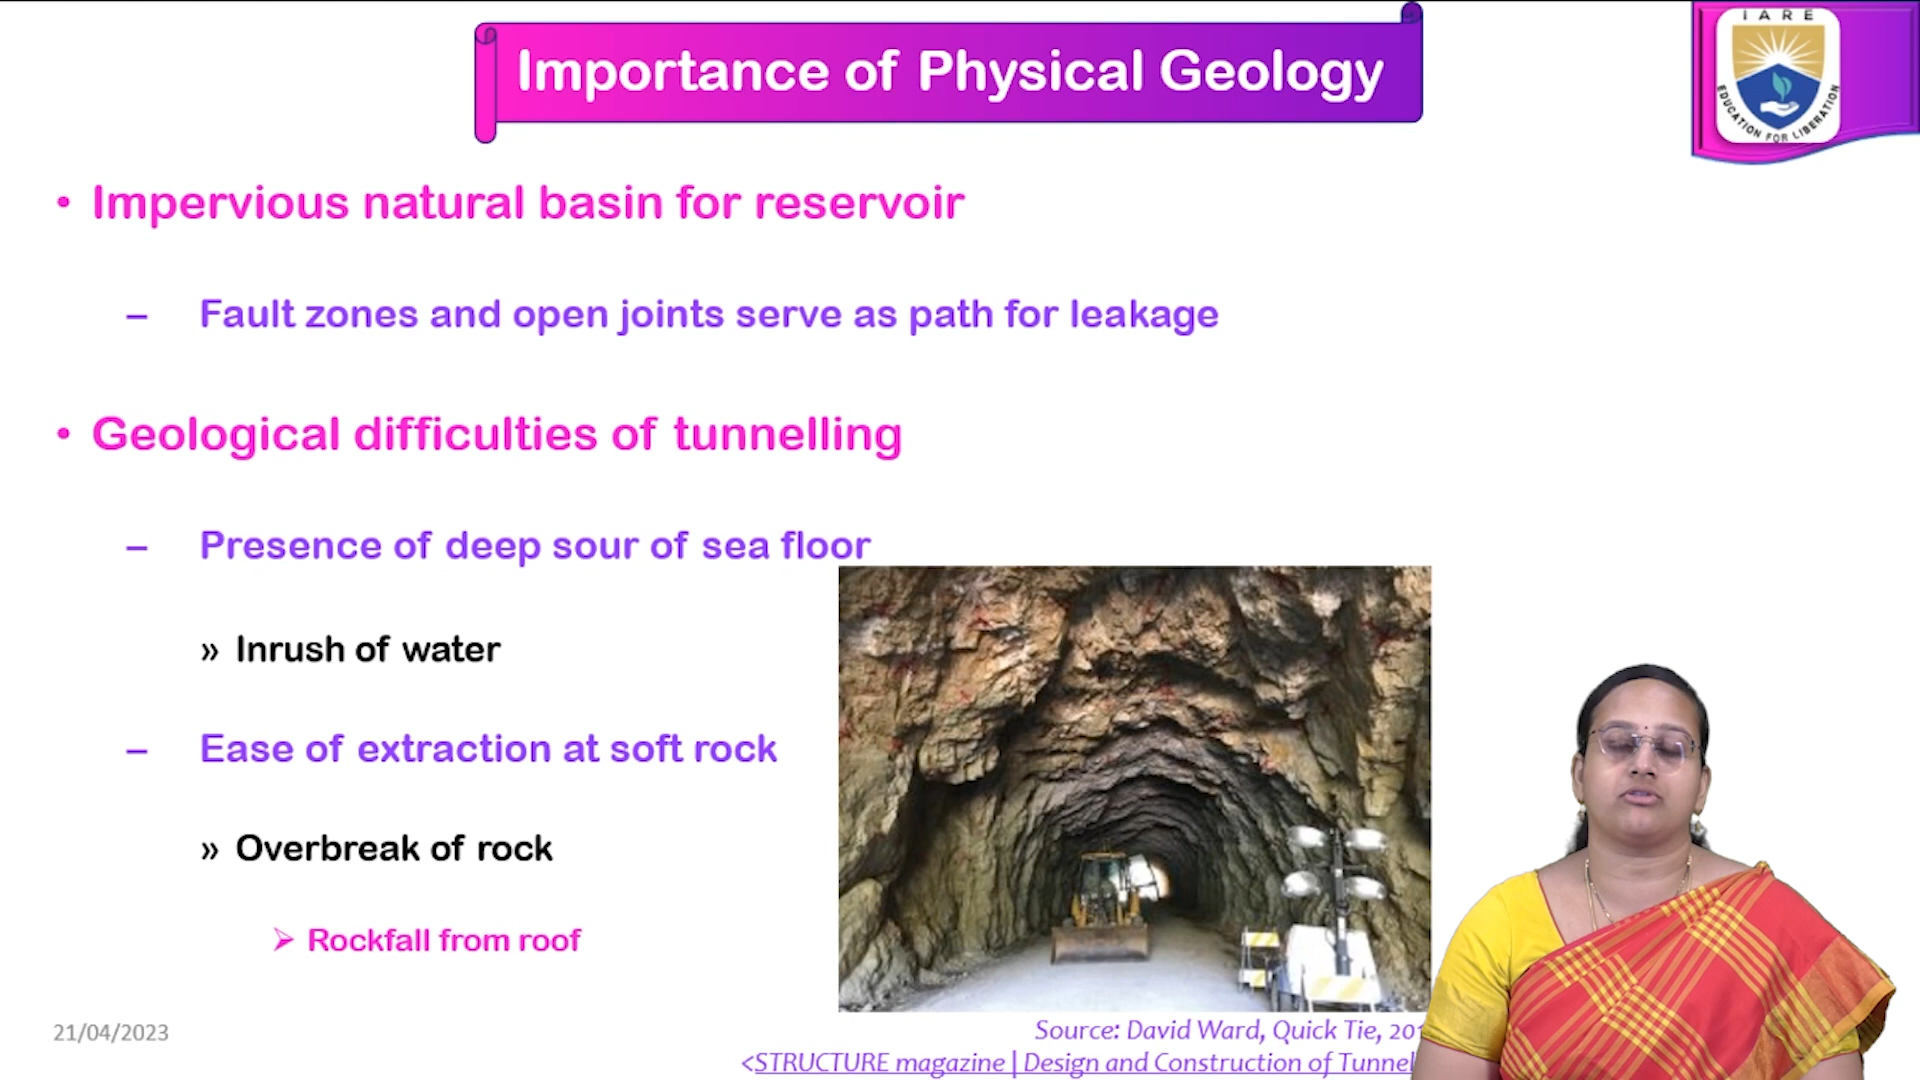 Importance of Physical Geology
IARE
EDUCATION FOR LIBERATION
• Impervious natural basin for reservoir
– Fault zones and open joints serve as path for leakage
• Geological difficulties of tunnelling
– Presence of deep sour of sea floor
» Inrush of water
– Ease of extraction at soft rock
» Overbreak of rock
➢ Rockfall from roof
21/04/2023
Source: David Ward, Quick Tie,
<STRUCTURE magazine | Design and Construction of